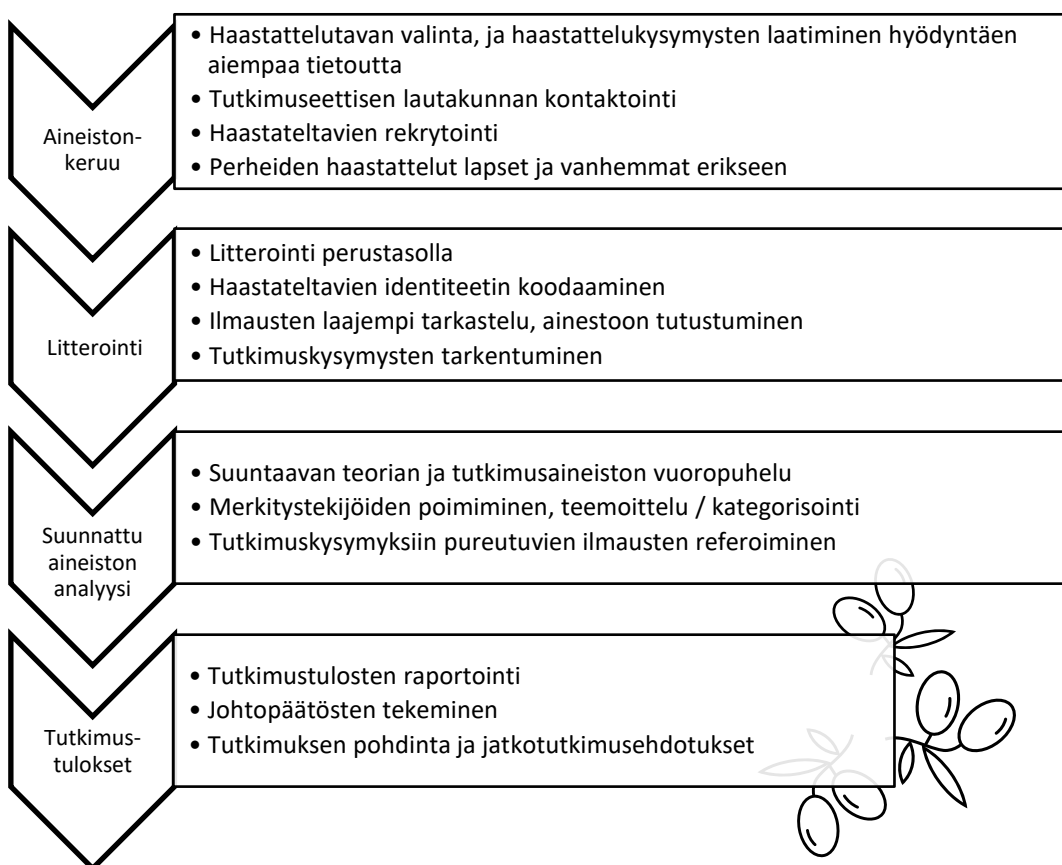 Aineiston-
keruu
• Haastattelutavan valinta, ja haastattelukysymysten laatiminen hyödyntäen
aiempaa tietoutta
• Tutkimuseettisen lautakunnan kontaktointi
• Haastateltavien rekrytointi
• Perheiden haastattelut lapset ja vanhemmat erikseen
Litterointi
• Litterointi perustasolla
• Haastateltavien identiteetin koodaaminen
• Ilmausten laajempi tarkastelu, ainestoon tutustuminen
• Tutkimuskysymysten tarkentuminen
Suunnattu
aineiston
analyysi
• Suuntaavan teorian ja tutkimusaineiston vuoropuhelu
• Merkitystekijöiden poimiminen, teemoittelu / kategorisointi
• Tutkimuskysymyksiin pureutuvien ilmausten referoiminen
Tutkimus-
tulokset
• Tutkimustulosten raportointi
• Johtopäätösten tekeminen
• Tutkimuksen pohdinta ja jatkotutkimusehdotukset